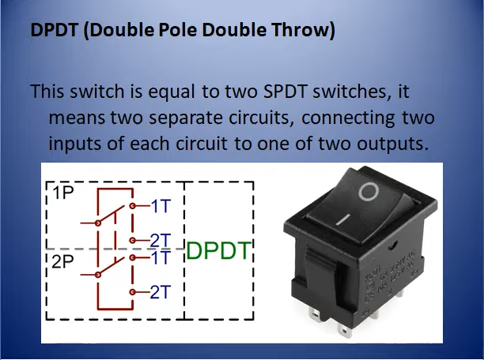 DPDT (Double Pole Double Throw)
This switch is equal to two SPDT switches, it
means two separate circuits, connecting two
inputs of each circuit to one of two outputs.
1P
1T
2T
2P
1T
2T
DPDT